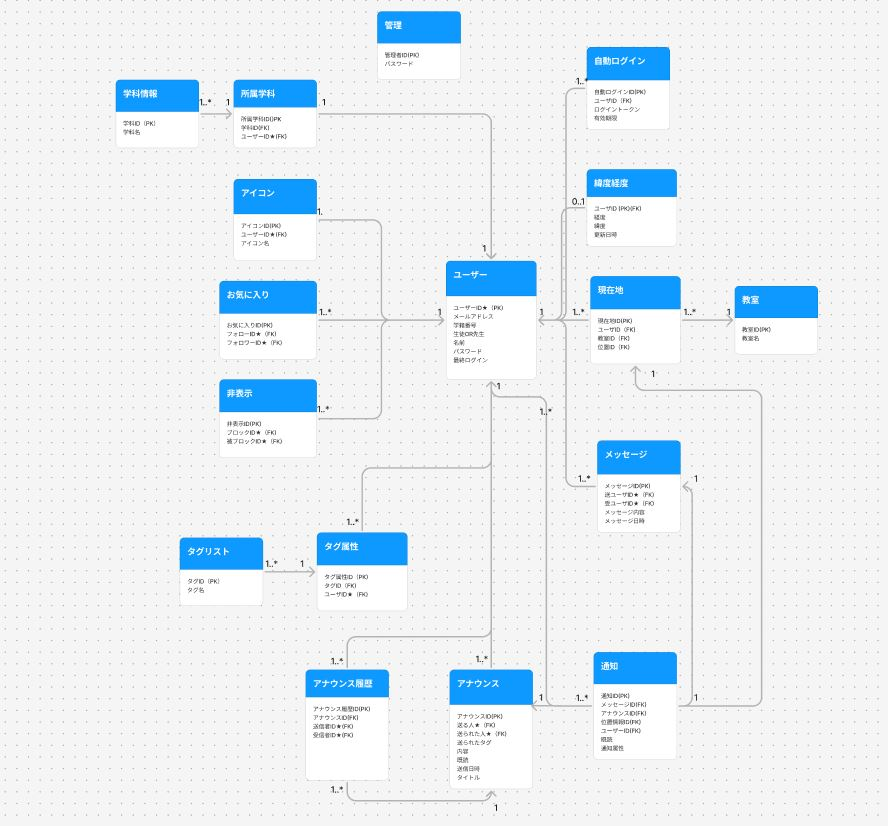 管理
管理者ID(PK)
パスワード
自動ログイン
自動ログインID(PK)
ユーザID（FK）
ログイントークン
有効期限
1..*
学科情報
学科ID（PK）
学科名
1..*
1
所属学科
所属学科ID()PK
学科ID(FK)
ユーザーID★(FK)
1
アイコン
アイコンID(PK)
ユーザーID★(FK)
アイコン名
1.
緯度経度
ユーザID (PK)(FK)
経度
緯度
更新日時
0..1
1
ユーザー
ユーザーID★（PK）
メールアドレス
学籍番号
生徒OR先生
名前
パスワード
最終ログイン
1
1
1
お気に入り
お気に入りID(PK)
フォローID★（FK）
フォロワーID★（FK）
1..*
現在地
現在地ID(PK)
ユーザID（FK）
教室ID（FK）
位置ID（FK）
1..*
1..*
1
1
教室
教室ID(PK)
教室名
非表示
非表示ID(PK)
ブロックID★（FK）
被ブロックID★（FK）
1..*
1..*
メッセージ
メッセージID(PK)
送ユーザID★（FK）
受ユーザID★（FK）
メッセージ内容
メッセージ日時
1..*
1
タグリスト
タグID（PK）
タグ名
1..*
1
タグ属性
タグ属性ID（PK）
タグID（FK）
ユーザID★（FK）
1..*
アナウンス履歴
アナウンス履歴ID(PK)
アナウンスID(FK)
送信者ID★(FK)
受信者ID★(FK)
1..*
1..*
アナウンス
アナウンスID(PK)
送る人★（FK）
送られた人★（FK）
送られたタグ
内容
既読
送信日時
タイトル
1..*
1
1
通知
通知ID(PK)
メッセージID(FK)
アナウンスID(FK)
位置情報ID(PK)
ユーザーID(FK)
既読
通知属性
1..*
1